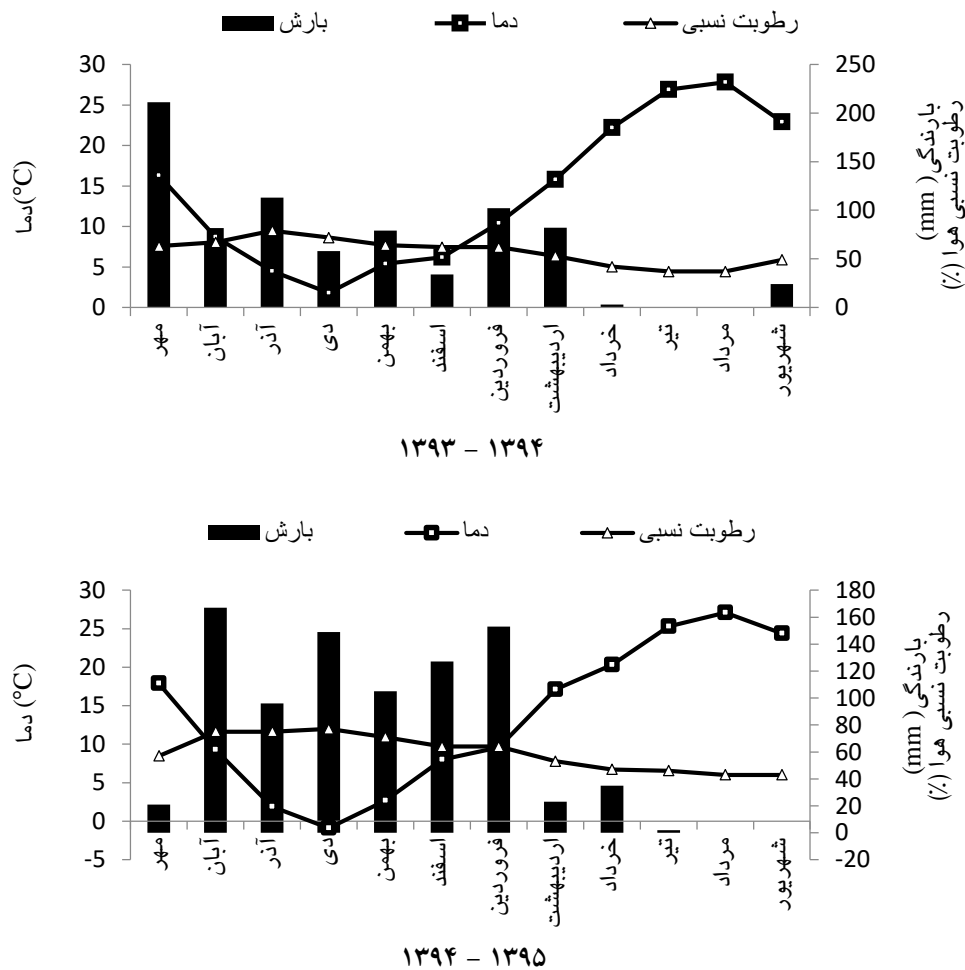 بارش دما رطوبت نسبی
30 250
25 200
20 150
15 100
10 50
5 0
0
دما(°C)
بارندگی( mm)
رطوبت نسبی هوا (٪)
مهر آبان آذر دی بهمن اسفند فروردین اردیبهشت خرداد تیر مرداد شهریور
۱۳۹۳ – ۱۳۹۴
بارش دما رطوبت نسبی
30 180
25 160
20 140
15 120
10 100
5 80
0 60
-5 40
20
0
-20
دما (°C)
بارندگی( mm)
رطوبت نسبی هوا (٪)
مهر آبان آذر دی بهمن اسفند فروردین اردیبهشت خرداد تیر مرداد شهریور
۱۳۹۴ – ۱۳۹۵